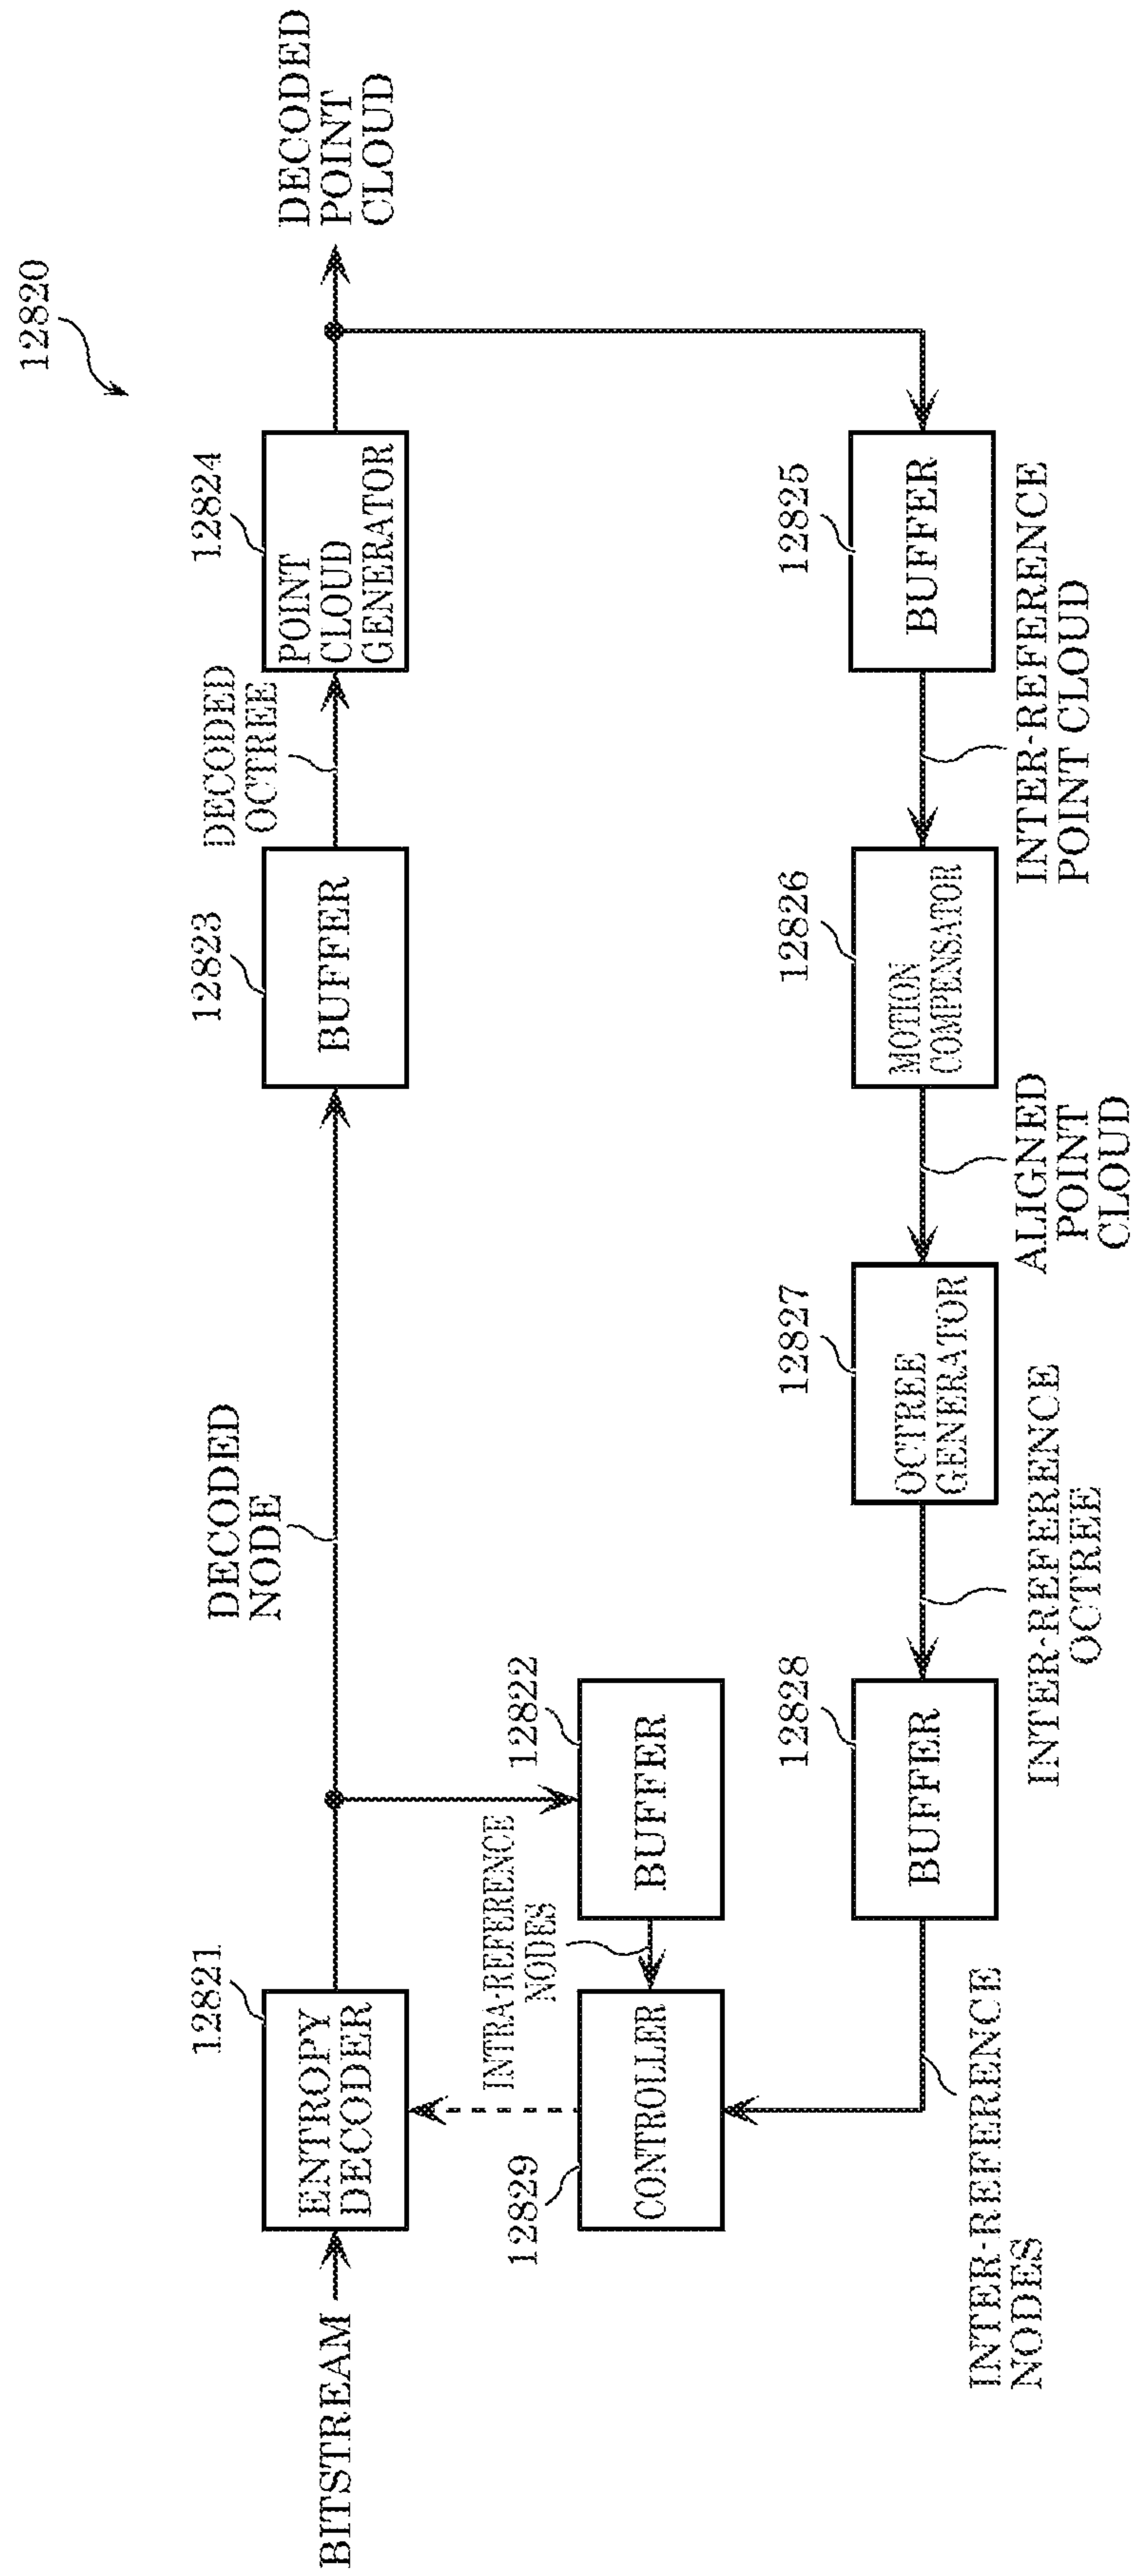 12820
BITSTREAM
12821
ENTROPY
DECODER
DECODED
NODE
12823
BUFFER
DECODED
OCTREE
12824
POINT
CLOUD
GENERATOR
DECODED
POINT
CLOUD
INTRA-REFERENCE
NODES
12822
BUFFER
12829
CONTROLLER
12828
BUFFER
12827
OCTREE
GENERATOR
12826
MOTION
COMPENSATOR
12825
BUFFER
INTER-REFERENCE
NODES
INTER-REFERENCE
OCTREE
ALIGNED
POINT
CLOUD
INTER-REFERENCE
POINT CLOUD